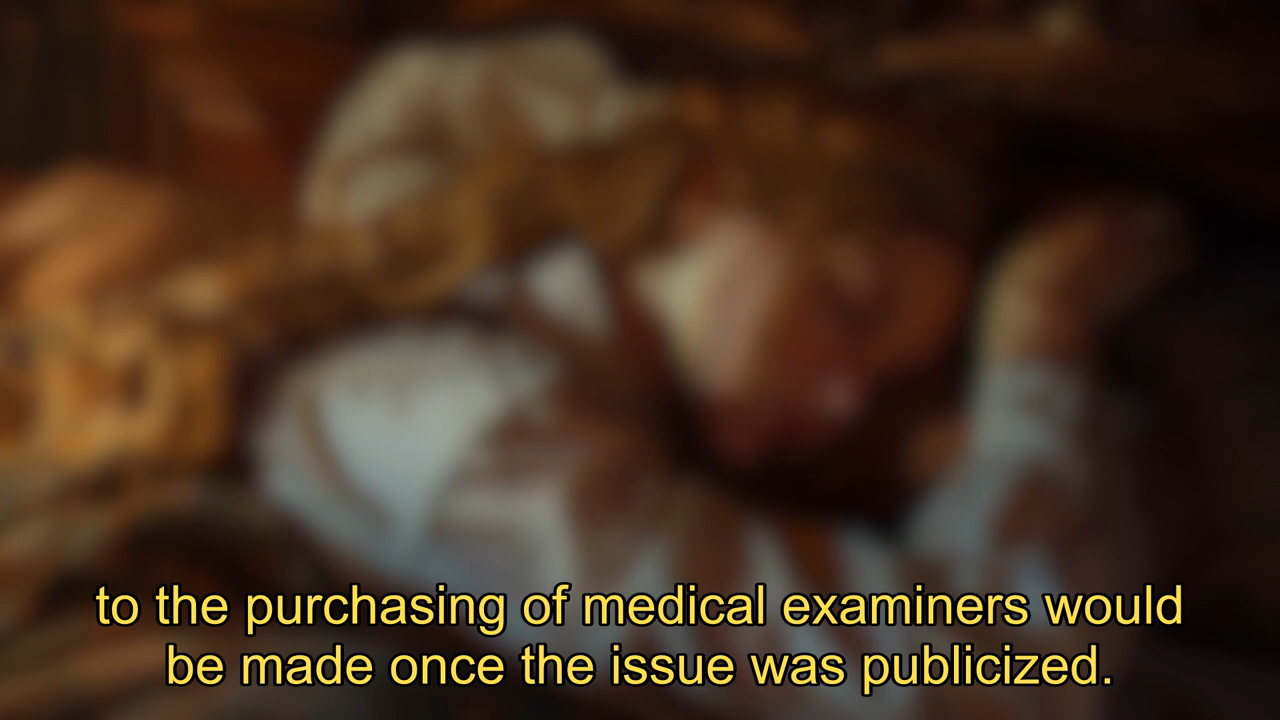 to the purchasing of medical examiners would
be made once the issue was publicized.